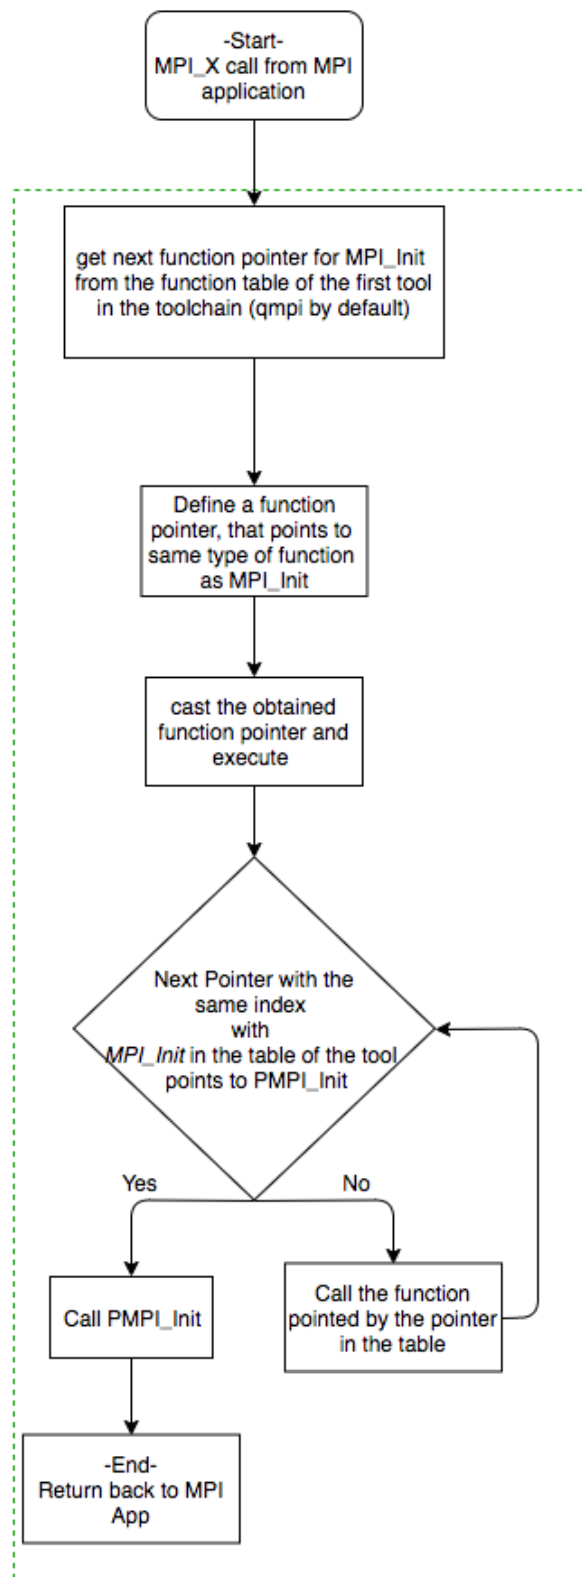 -Start-
MPI_X call from MPI
application
get next function pointer for MPI_Init
from the function table of the first tool
in the toolchain (qmpi by default)
Define a function
pointer, that points to
same type of function
as MPI_Init
cast the obtained
function pointer and
execute
Next Pointer with the
same index
with
MPI_Init in the table of the tool
points to PMPI_Init
Yes
No
Call PMPI_Init
Call the function
pointed by the pointer
in the table
-End-
Return back to MPI
App